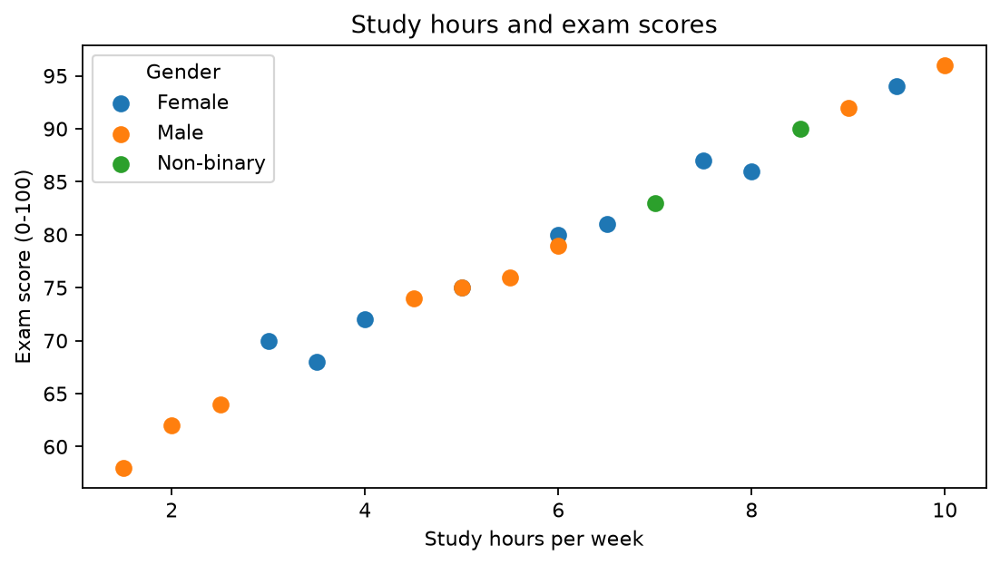 Study hours and exam scores
Gender
Female
Male
Non-binary
Exam score (0-100)
95
90
85
80
75
70
65
60
2 4 6 8 10
Study hours per week